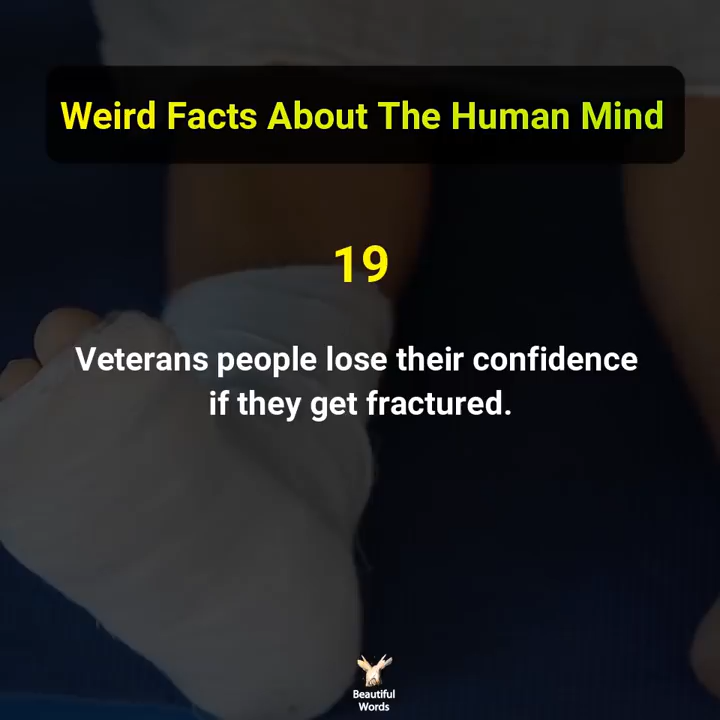 Weird Facts About The Human Mind
19
Veterans people lose their confidence
if they get fractured.
Beautiful
Words